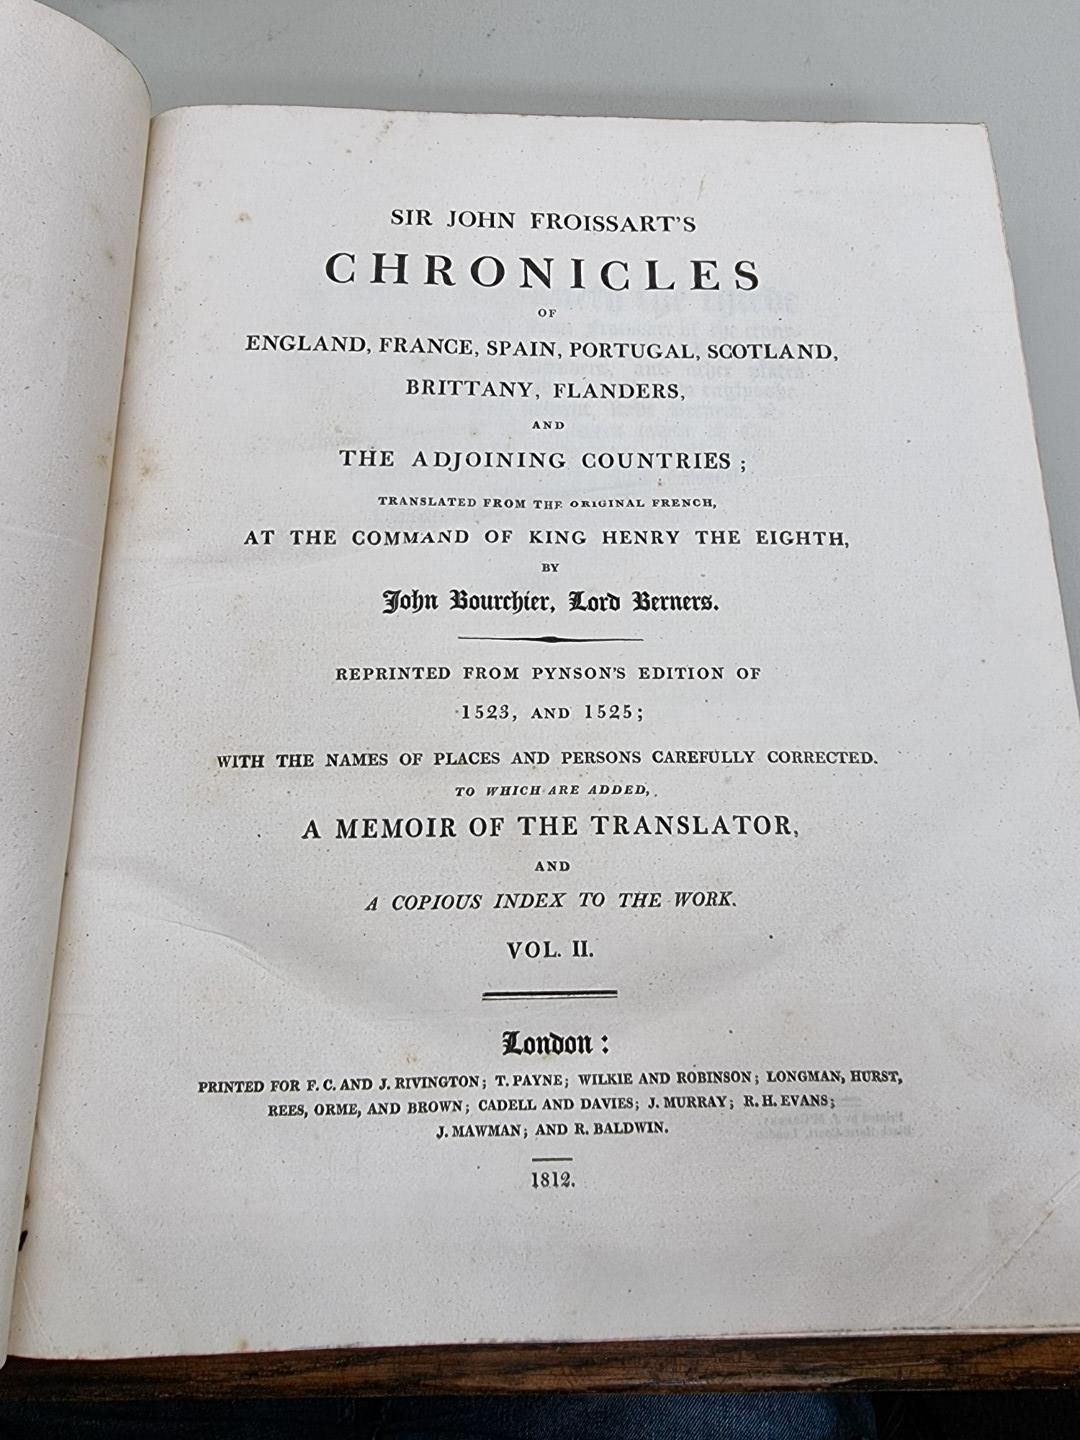 SIR JOHN FROISSART'S
CHRONICLES
OF
ENGLAND, FRANCE, SPAIN, PORTUGAL, SCOTLAND,
BRITTANY, FLANDERS,
AND
THE ADJOINING COUNTRIES;
TRANSLATED FROM THE ORIGINAL FRENCH,
AT THE COMMAND OF KING HENRY THE EIGHTH,
BY
John Bourchier, Lord Berners.
REPRINTED FROM PYNSON'S EDITION OF
1523, AND 1525;
WITH THE NAMES OF PLACES AND PERSONS CAREFULLY CORRECTED.
TO WHICH ARE ADDED,
A MEMOIR OF THE TRANSLATOR,
AND
A COPIOUS INDEX TO THE WORK.
VOL. II.
London:
PRINTED FOR F. C. AND J. RIVINGTON; T. PAYNE; WILKIE AND ROBINSON; LONGMAN, HURST,
REES, ORME, AND BROWN; CADELL AND DAVIES; J. MURRAY; R. H. EVANS;
J. MAWMAN; AND R. BALDWIN.
1812.